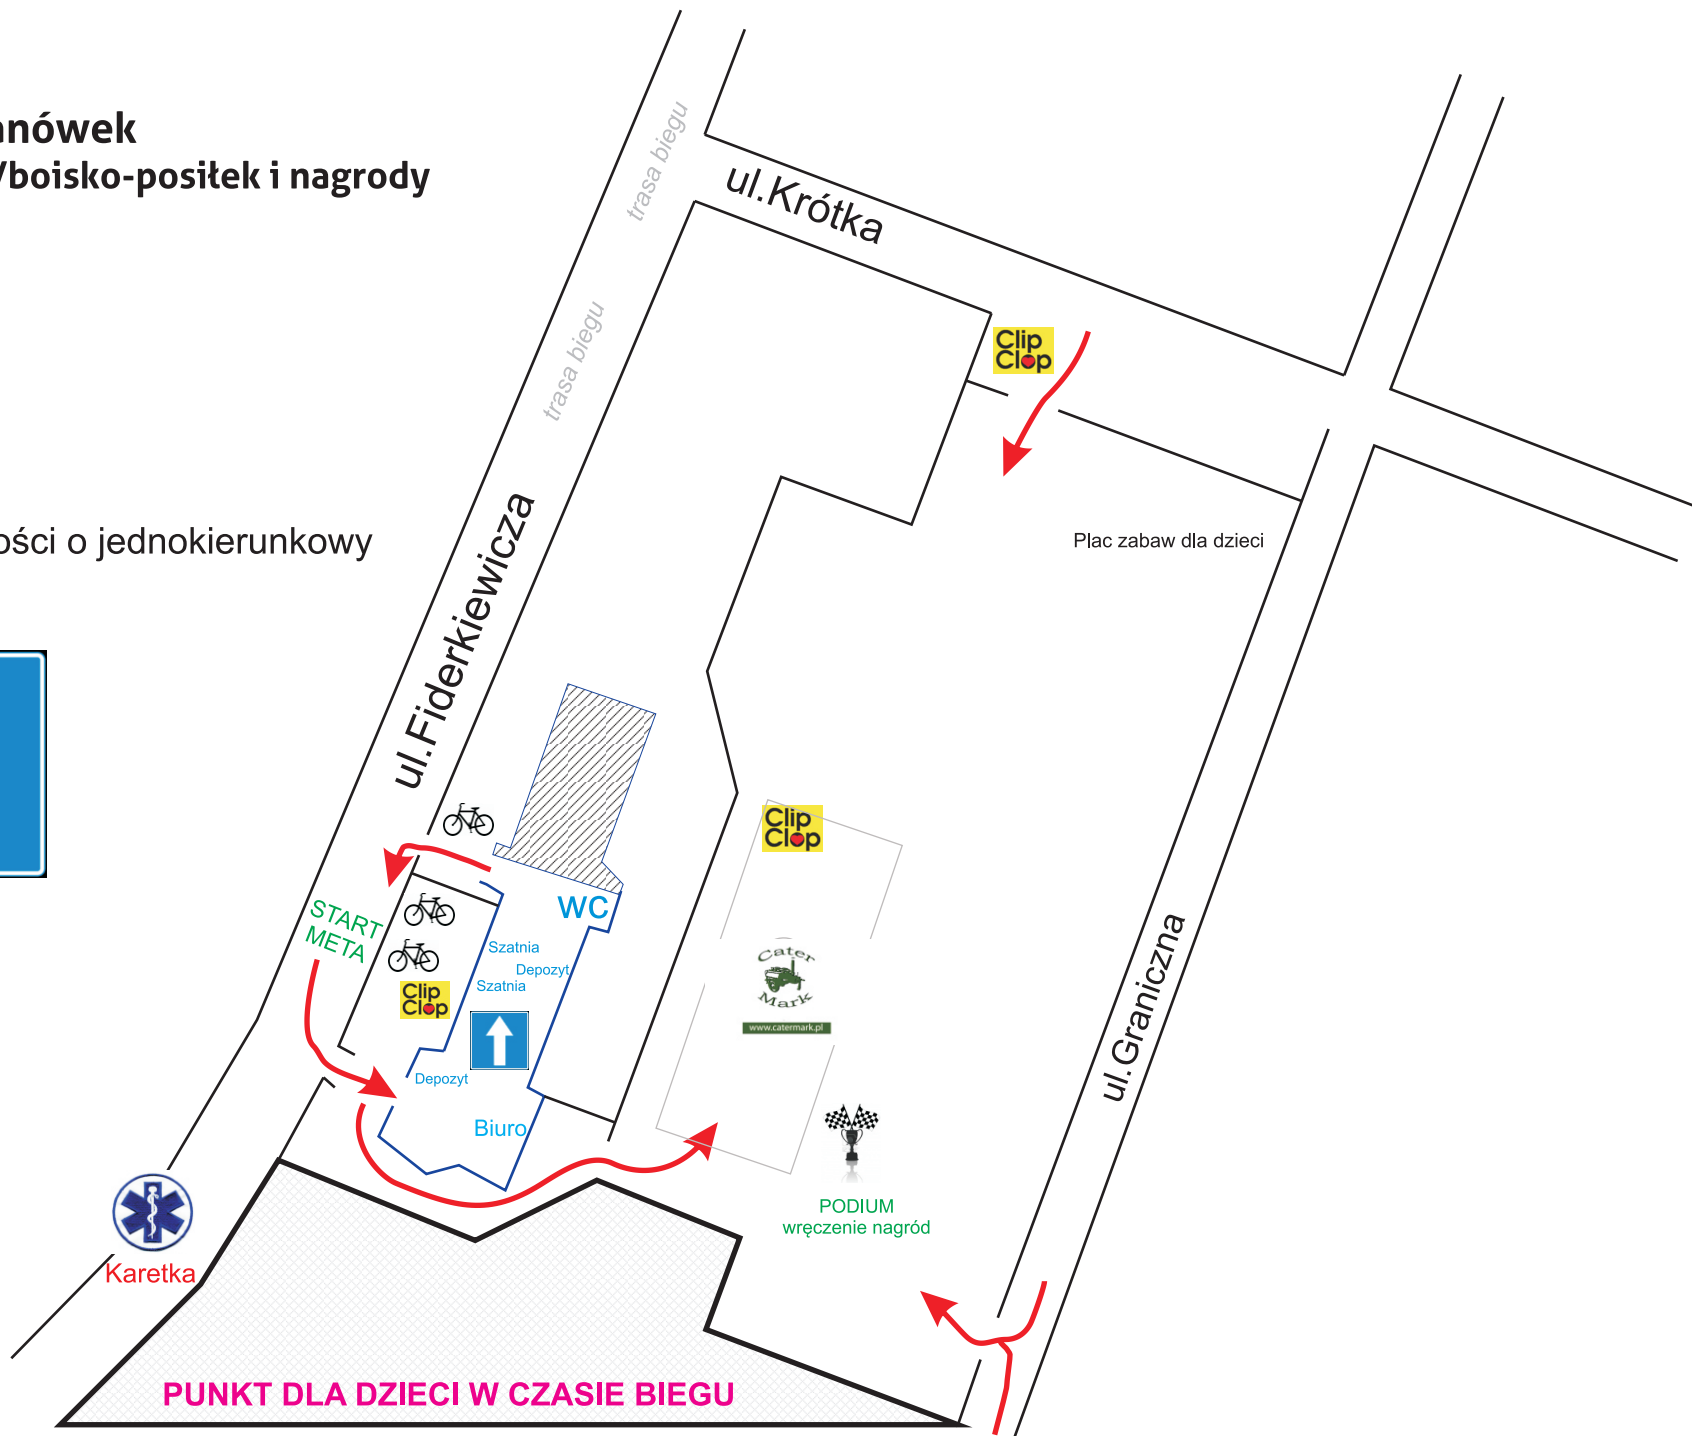 /boisko-posiłek i nagrody
trasa biegu
ul.Krótka
trasa biegu
Clip
Clop
o jednokierunkowy
Plac zabaw dla dzieci
ul.Fiderkiewicza
Clip
Clop
WC
START
META
Szatnia
Depozyt
Szatnia
Cater
Mark
www.catermark.pl
Clip
Clop
ul.Graniczna
Depozyt
Biuro
PODIUM
wręczenie nagród
Karetka
PUNKT DLA DZIECI W CZASIE BIEGU